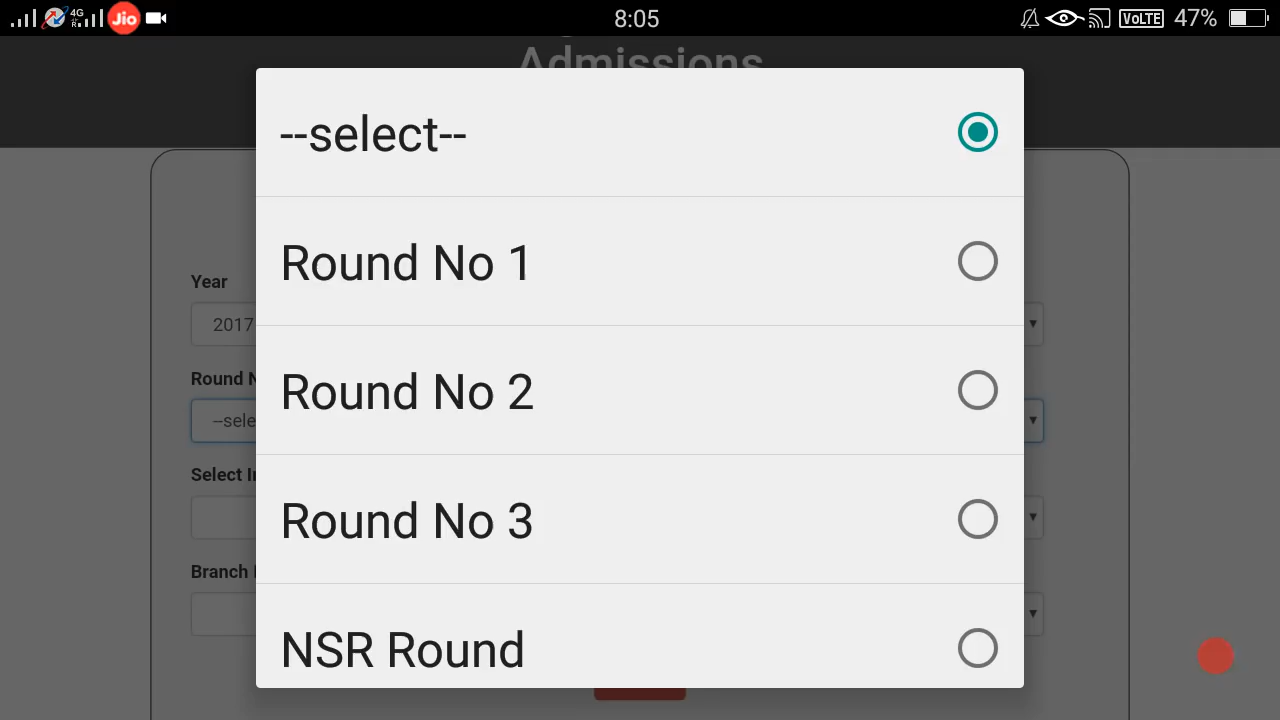 4G
R
Jio
8:05
VoLTE
47%
Admissions
--select--
Round No 1
Round No 2
Round No 3
NSR Round
Year
2017
Round N
--sele
Select I
Branch